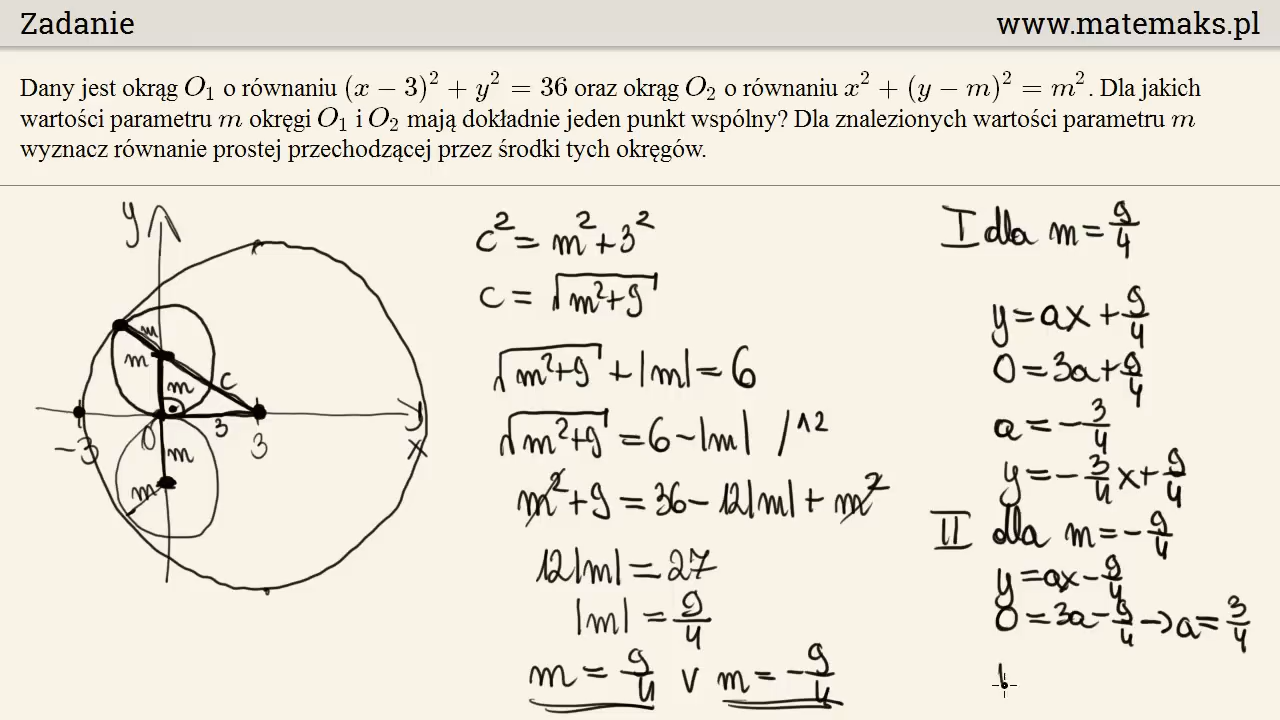 Zadanie
www.matemaks.pl
Dany jest okrąg O₁ o równaniu (x − 3)² + y² = 36 oraz okrąg O₂ o równaniu x² + (y − m)² = m². Dla jakich
wartości parametru m okręgi O₁ i O₂ mają dokładnie jeden punkt wspólny? Dla znalezionych wartości parametru m
wyznacz równanie prostej przechodzącej przez środki tych okręgów.
y
m
m
m
c
-3
0
3
3
x
m
m
c² = m² + 3²
c = √(m²+9)
√(m²+9) + |m| = 6
√(m²+9) = 6 − |m| /^2
m² + 9 = 36 − 12|m| + m²
12|m| = 27
|m| = 9/4
m = 9/4 v m = −9/4
I dla m = 9/4
y = ax + 9/4
0 = 3a + 9/4
a = −3/4
y = −3/4x + 9/4
II dla m = −9/4
y = ax − 9/4
0 = 3a − 9/4 → a = 3/4